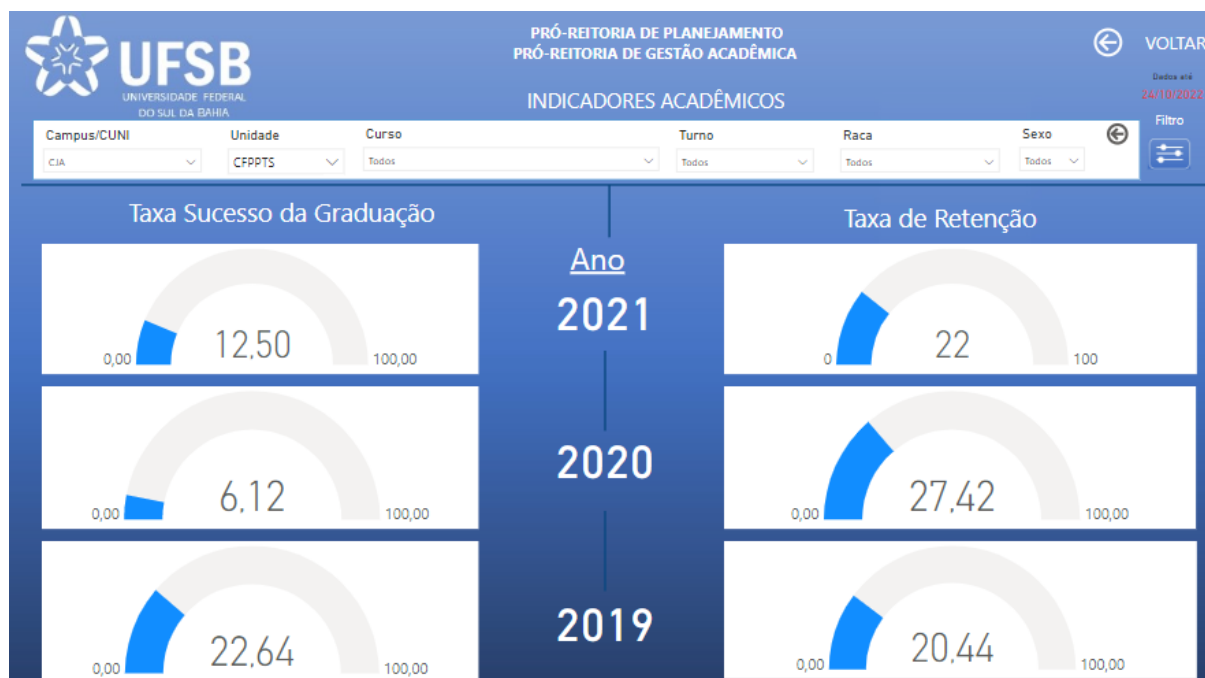 UFSB
UNIVERSIDADE FEDERAL
DO SUL DA BAHIA
PRÓ-REITORIA DE PLANEJAMENTO
PRÓ-REITORIA DE GESTÃO ACADÊMICA
INDICADORES ACADÊMICOS
VOLTAR
Dados até
24/10/2022
Filtro
Campus/CUNI Unidade Curso Turno Raca Sexo
CJA CFPPTS Todos Todos Todos Todos
Taxa Sucesso da Graduação
Taxa de Retenção
Ano
2021
12,50
0,00 100,00
22
0 100
2020
6,12
0,00 100,00
27,42
0,00 100,00
2019
22,64
0,00 100,00
20,44
0,00 100,00